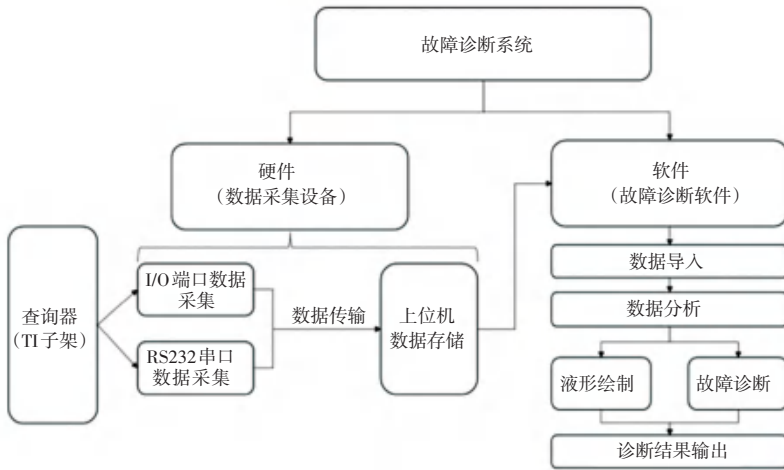 故障诊断系统
硬件
（数据采集设备）
软件
（故障诊断软件）
查询器
（TI子架）
I/O端口数据
采集
RS232串口
数据采集
数据传输
上位机
数据存储
数据导入
数据分析
液形绘制
故障诊断
诊断结果输出